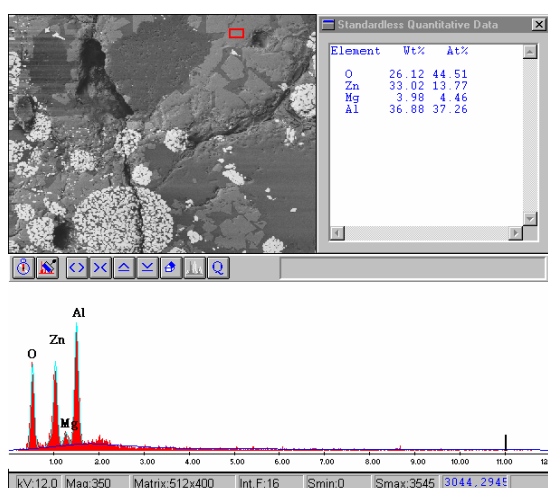 Standardless Quantitative Data
Element Wt% At%
O 26.12 44.51
Zn 33.02 13.77
Mg 3.98 4.46
Al 36.88 37.26
Q
Al
Zn
O
Mg
1.00 2.00 3.00 4.00 5.00 6.00 7.00 8.00 9.00 10.00 11.00 12
kV:12.0 Mag:350 Matrix:512x400 Int.F:16 Smin:0 Smax:3545 3044,2945